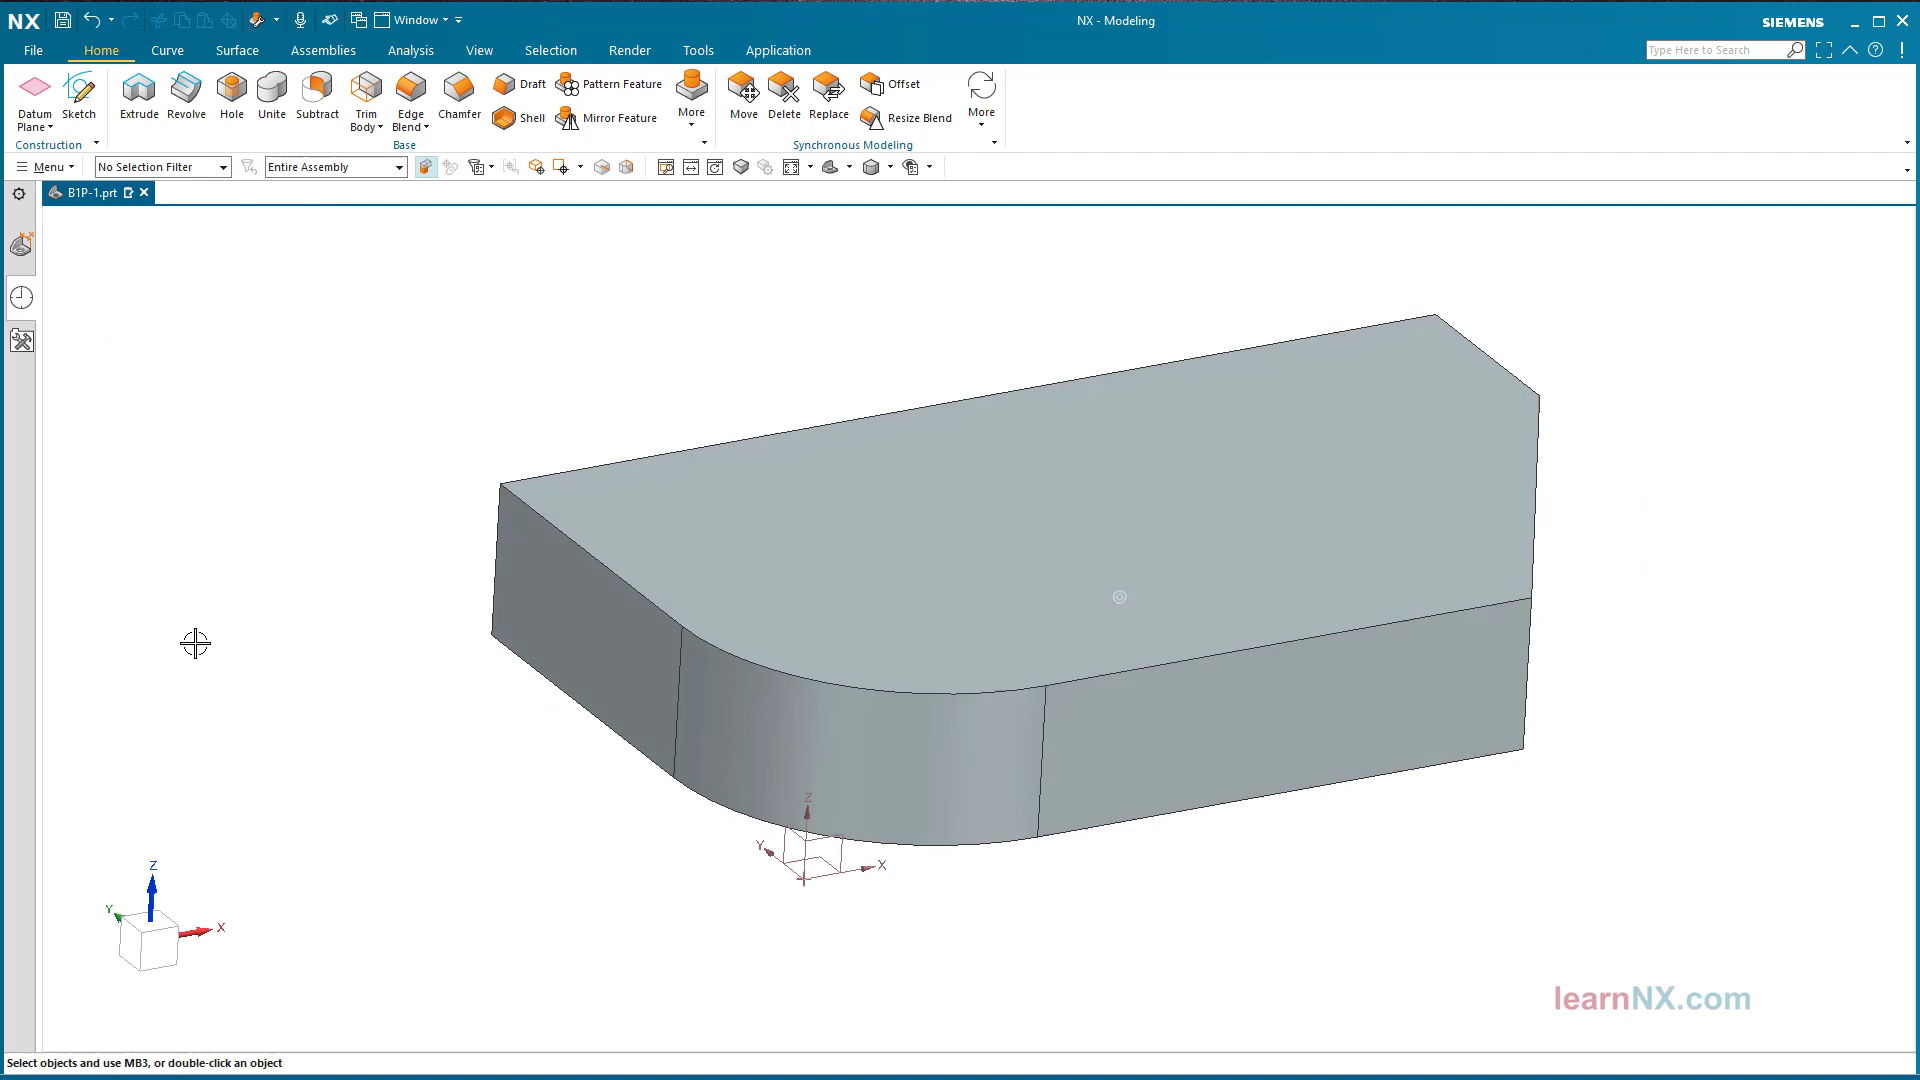 NX
Window
NX - Modeling
SIEMENS
File Home Curve Surface Assemblies Analysis View Selection Render Tools Application
Type Here to Search
Datum Plane
Sketch
Extrude
Revolve
Hole
Unite
Subtract
Trim Body
Edge Blend
Chamfer
Draft
Shell
Pattern Feature
Mirror Feature
More
Move
Delete
Replace
Offset
Resize Blend
More
Construction
Base
Synchronous Modeling
Menu
No Selection Filter
Entire Assembly
B1P-1.prt
Z
Y
X
Z
Y
X
learnNX.com
Select objects and use MB3, or double-click an object